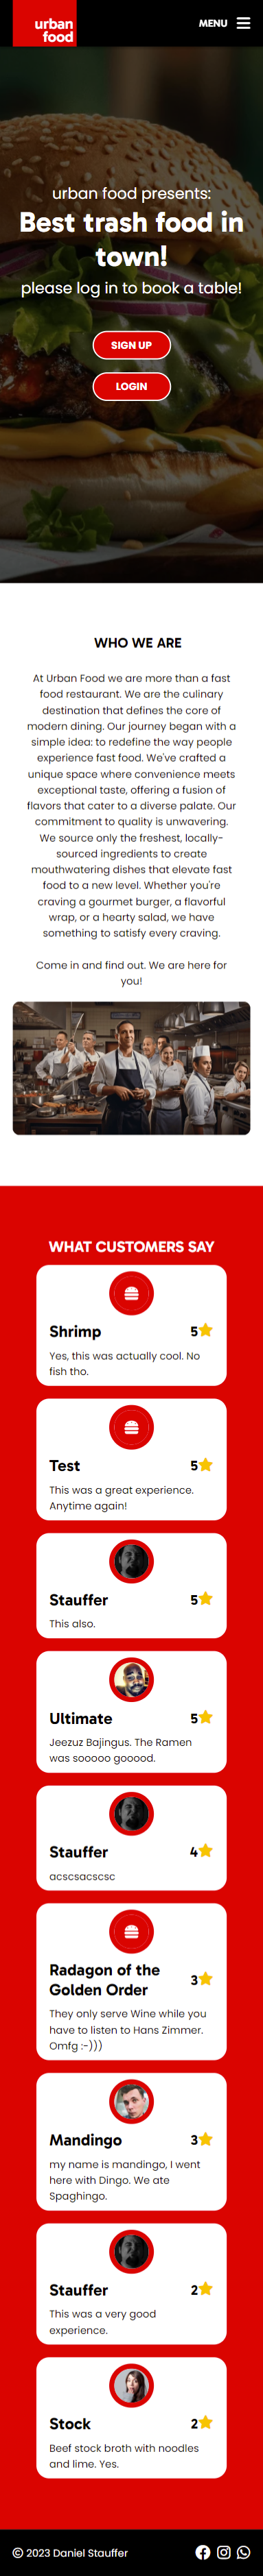 urban
food
MENU
urban food presents:
Best trash food in
town!
please log in to book a table!
SIGN UP
LOGIN
WHO WE ARE
At Urban Food we are more than a fast
food restaurant. We are the culinary
destination that defines the core of
modern dining. Our journey began with a
simple idea: to redefine the way people
experience fast food. We've crafted a
unique space where convenience meets
exceptional taste, offering a fusion of
flavors that cater to a diverse palate. Our
commitment to quality is unwavering.
We source only the freshest, locally-
sourced ingredients to create
mouthwatering dishes that elevate fast
food to a new level. Whether you're
craving a gourmet burger, a flavorful
wrap, or a hearty salad, we have
something to satisfy every craving.
Come in and find out. We are here for
you!
WHAT CUSTOMERS SAY
Shrimp 5
Yes, this was actually cool. No
fish tho.
Test 5
This was a great experience.
Anytime again!
Stauffer 5
This also.
Ultimate 5
Jeezuz Bajingus. The Ramen
was sooooo gooood.
Stauffer 4
acscsacscsc
Radagon of the
Golden Order 3
They only serve Wine while you
have to listen to Hans Zimmer.
Omfg :-)))
Mandingo 3
my name is mandingo, I went
here with Dingo. We ate
Spaghingo.
Stauffer 2
This was a very good
experience.
Stock 2
Beef stock broth with noodles
and lime. Yes.
© 2023 Daniel Stauffer